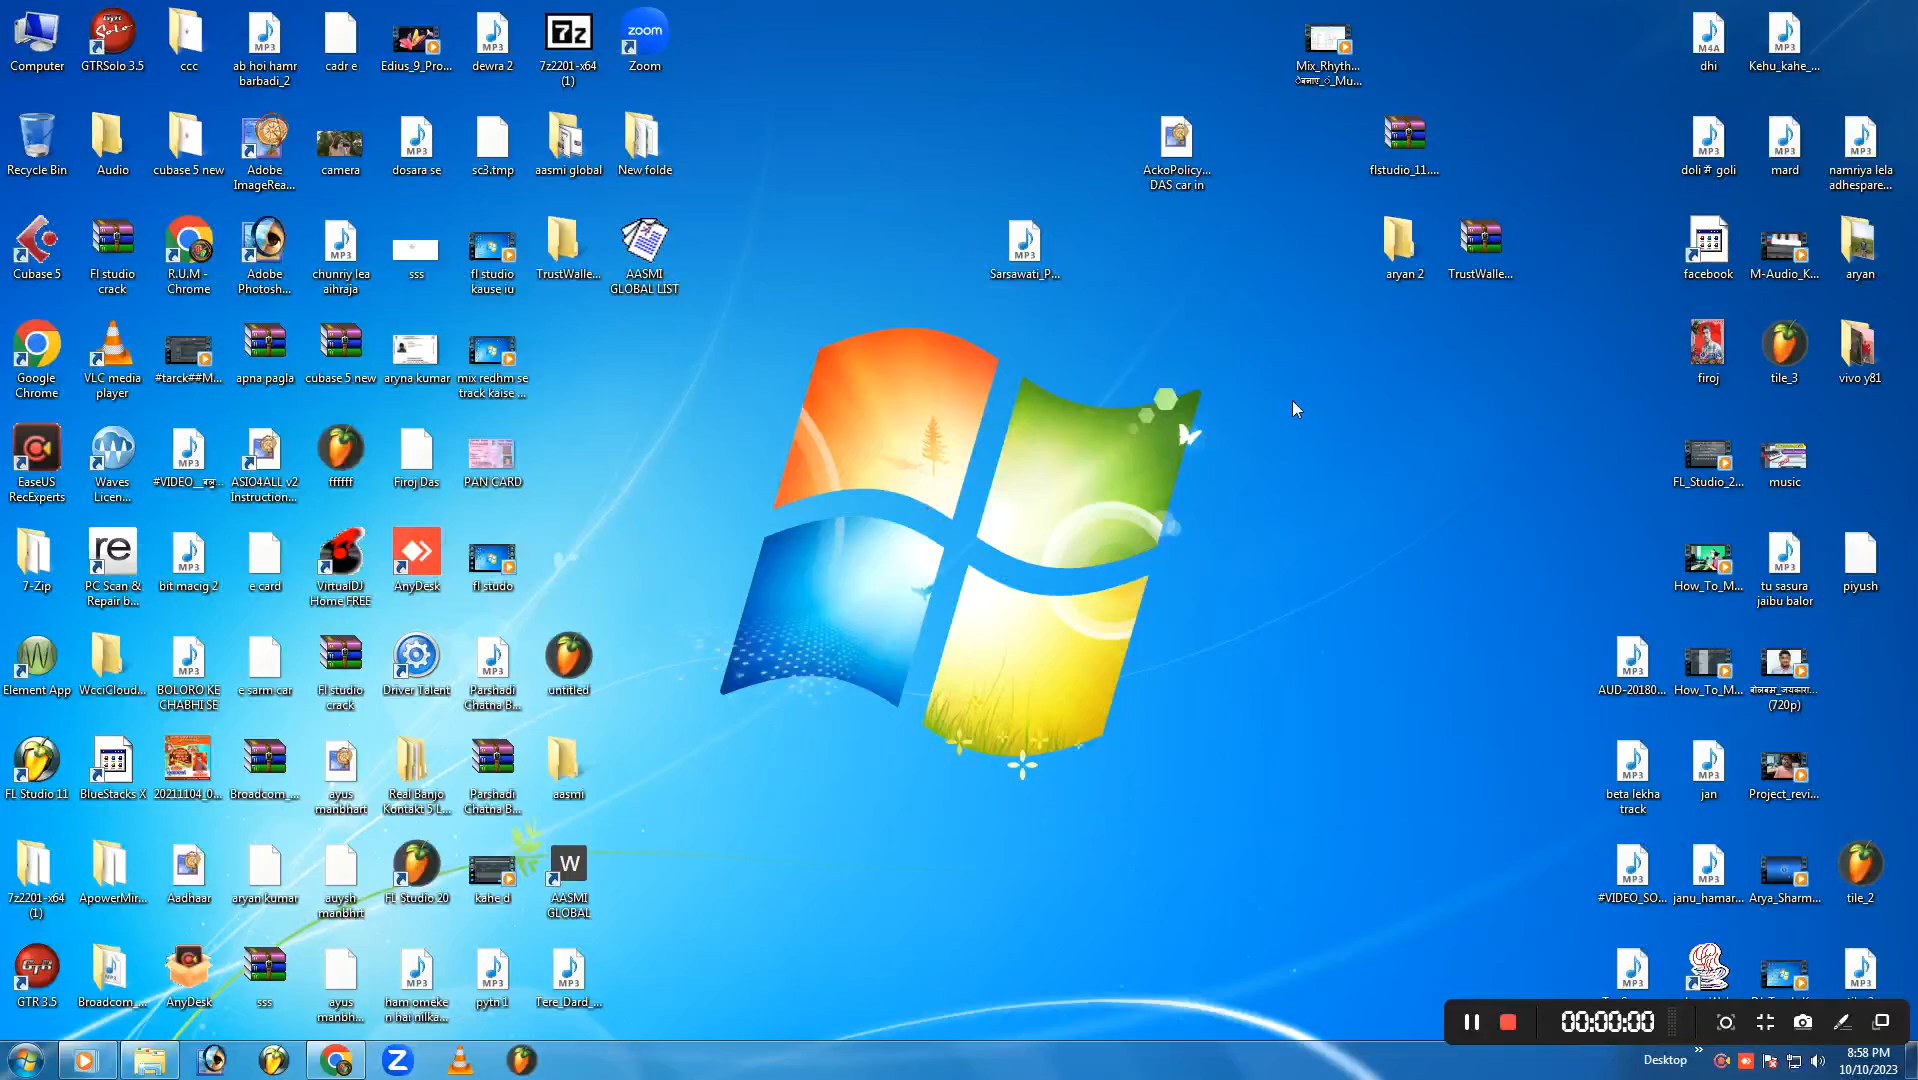 Computer
GTRSolo 3.5
ccc
ab hoi hamr
barbadi_2
cadr e
Edius_9_Pro...
dewra 2
7z2201-x64
(1)
Zoom
Mix_Rhyth...
dhi
Kehu_kahe_...
Recycle Bin
Audio
cubase 5 new
Adobe
ImageRea...
camera
dosara se
sc3.tmp
aasmi global
New folde
AckoPolicy...
DAS car in
flstudio_11....
doli में goli
mard
namriya lela
adhespare...
Cubase 5
Fl studio
crack
R.U.M -
Chrome
Adobe
Photosh...
chunriy lea
aihraja
sss
fl studio
kause iu
TrustWalle...
AASMI
GLOBAL LIST
Sarsawati_P...
aryan 2
TrustWalle...
facebook
M-Audio_K...
aryan
Google
Chrome
VLC media
player
#tarck##M...
apna pagla
cubase 5 new
aryna kumar
mix redhm se
track kaise ...
firoj
tile_3
vivo y81
EaseUS
RecExperts
Waves
Licen...
ASIO4ALL v2
Instruction...
ffffff
Firoj Das
PAN CARD
FL_Studio_2...
music
7-Zip
PC Scan &
Repair b...
bit macig 2
e card
VirtualDJ
Home FREE
AnyDesk
fl studo
How_To_M...
tu sasura
jaibu balor
piyush
Element App
WcciCloud...
BOLORO KE
CHABHI SE
e sarm car
Fl studio
crack
Driver Talent
Parshadi
Chatna B...
untitled
AUD-20180...
How_To_M...
(720p)
FL Studio 11
BlueStacks X
20211104_0...
Broadcom_...
ayus
manbhart
Real Banjo
Kontakt 5 L...
Parshadi
Chatna B...
aasmi
beta lekha
track
jan
Project_revi...
7z2201-x64
(1)
ApowerMir...
Aadhaar
aryan kumar
auysh
manbhrt
FL Studio 20
kahe d
AASMI
GLOBAL
#VIDEO_SO...
janu_hamar...
Arya_Sharm...
tile_2
GTR 3.5
Broadcom_...
AnyDesk
sss
ayus
manbh...
ham omeke
n hai nilka...
pytn 1
Tere_Dard_...
00:00:00
Desktop
8:58 PM
10/10/2023